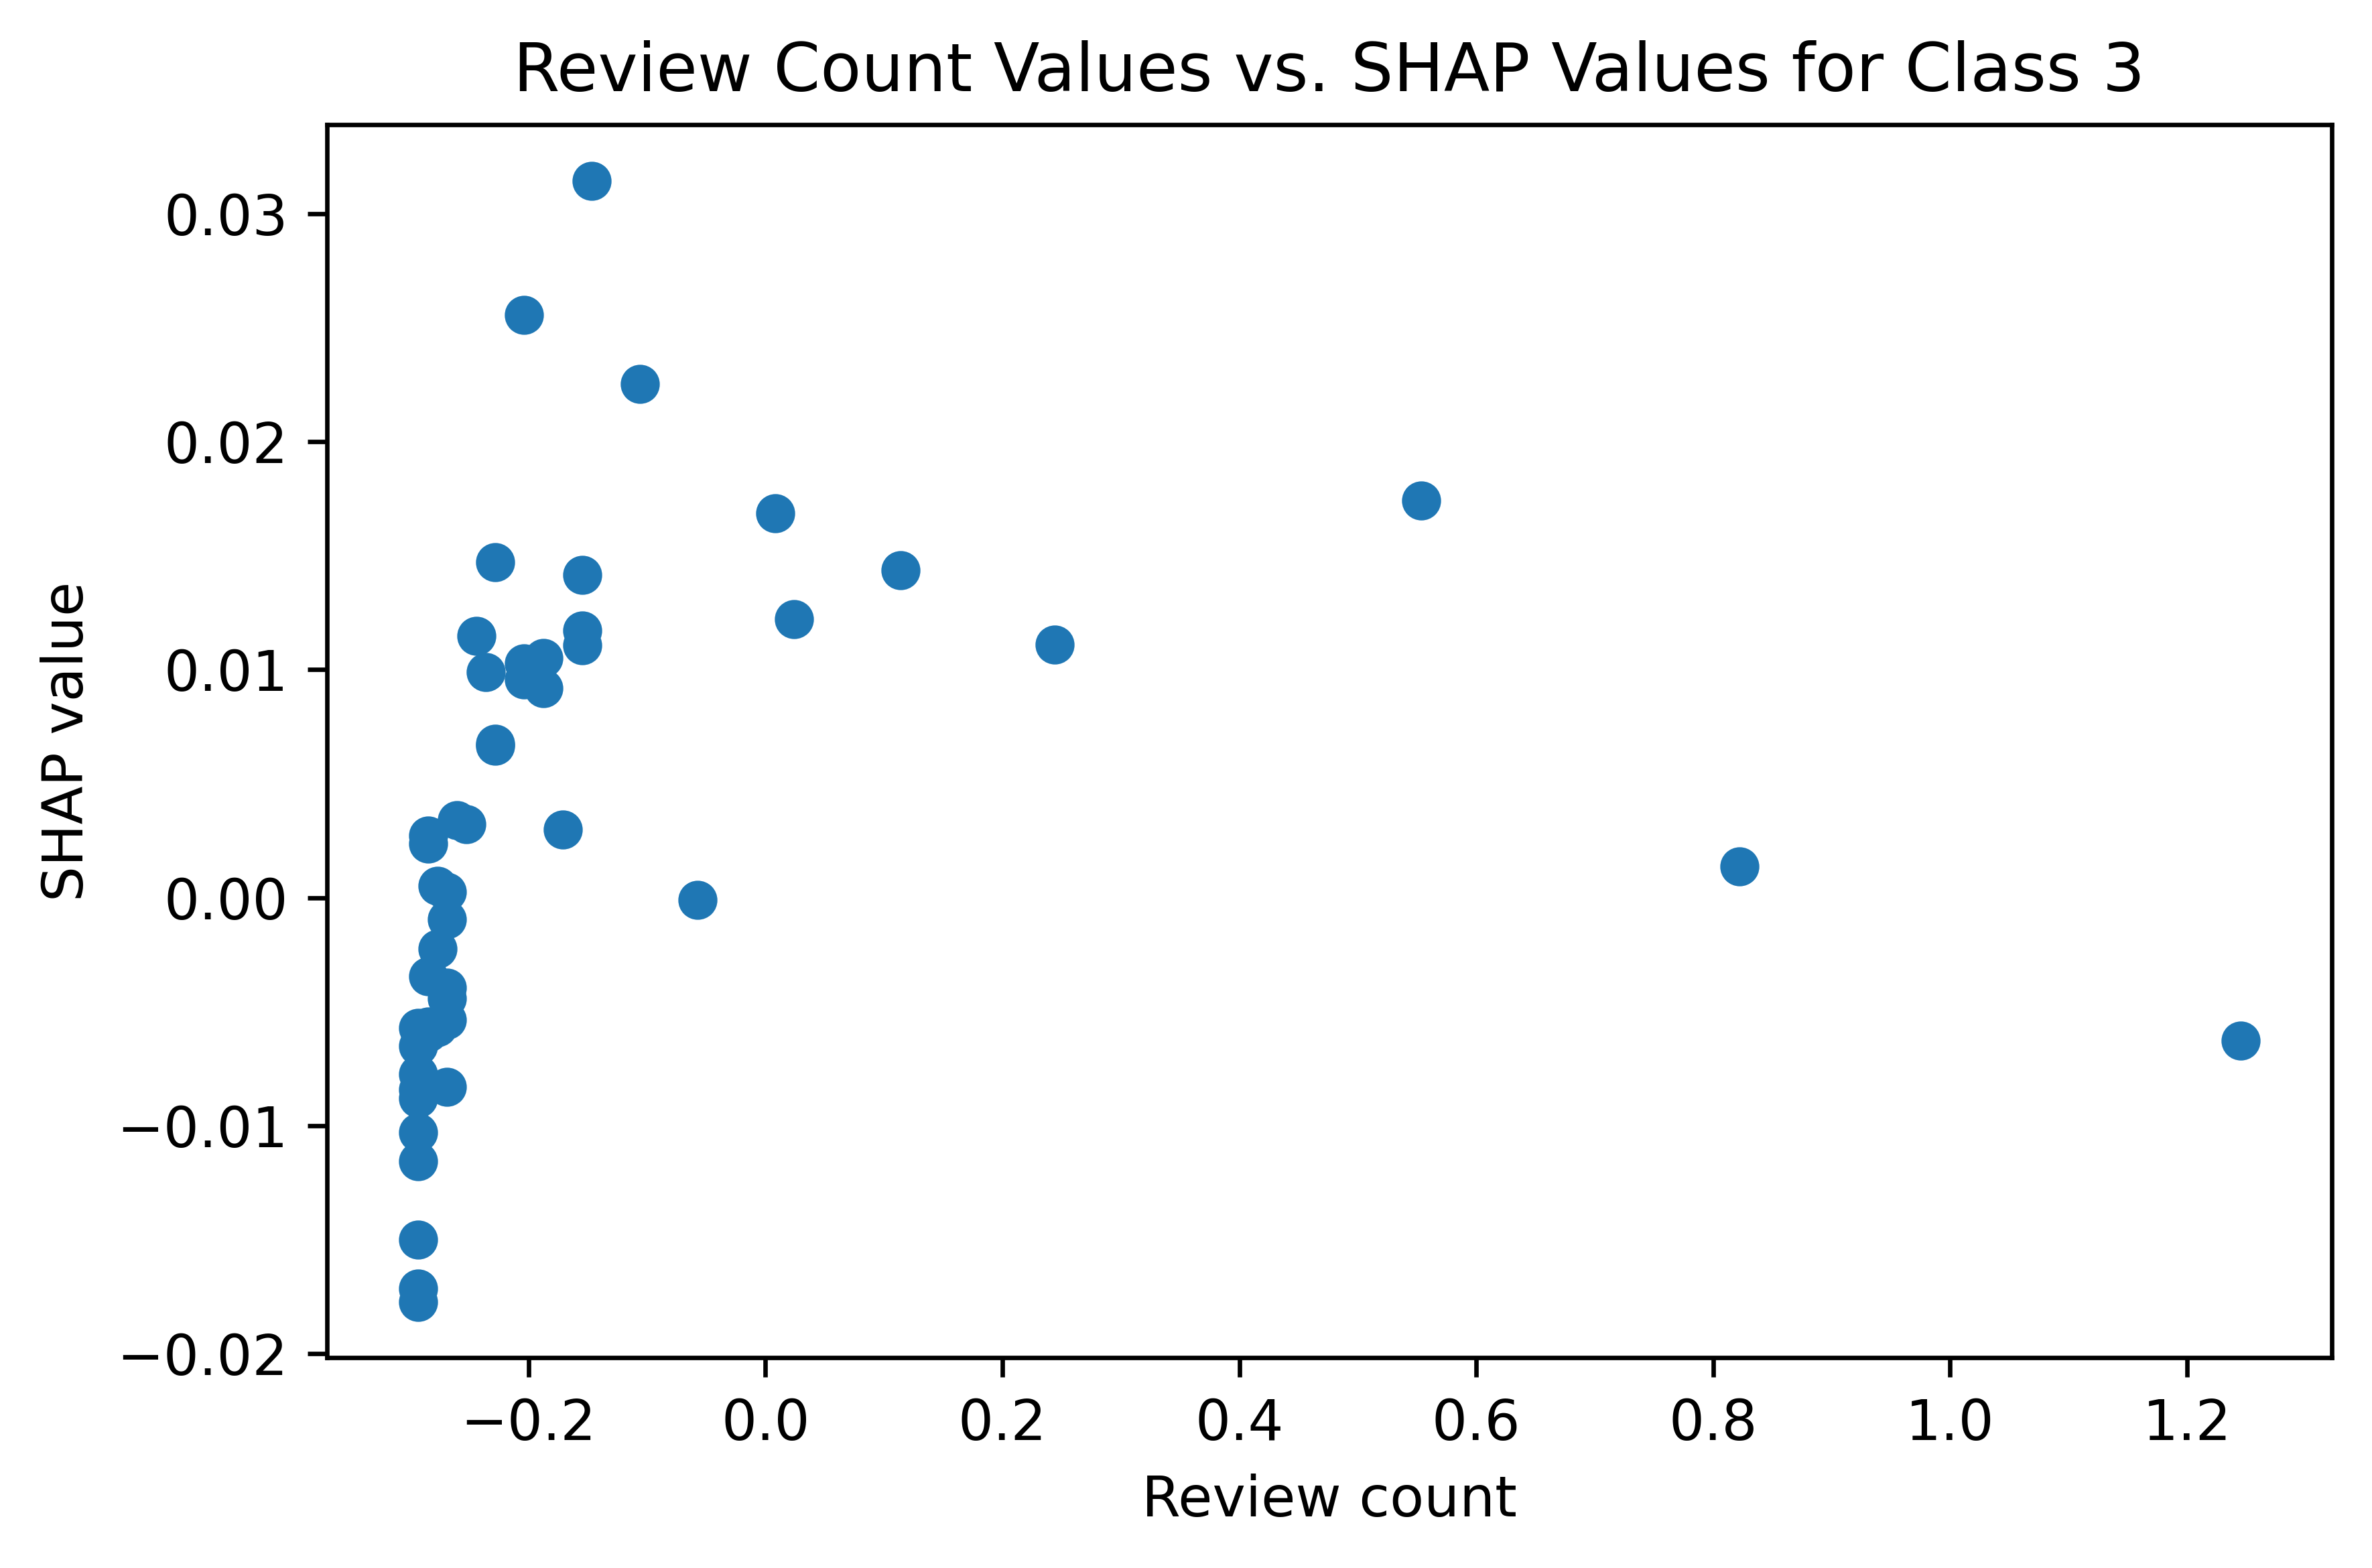 Review Count Values vs. SHAP Values for Class 3
SHAP value
0.03
0.02
0.01
0.00
−0.01
−0.02
−0.2 0.0 0.2 0.4 0.6 0.8 1.0 1.2
Review count